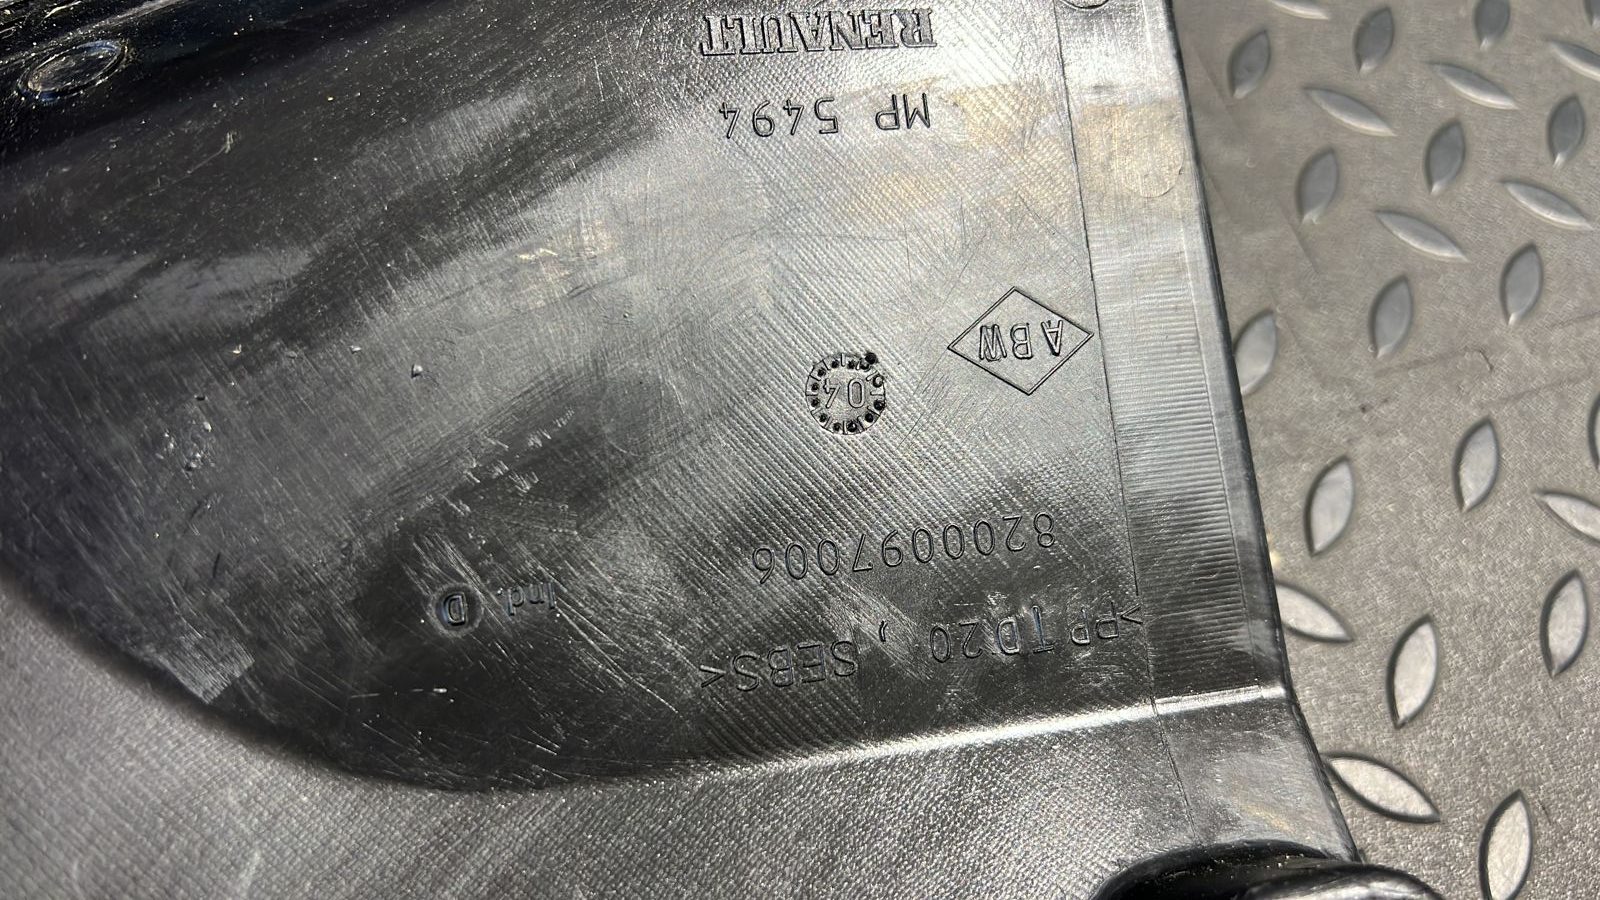 >PP TD20 , SEBS<
8200097006 Ind. D
ABW
04
MP 5494
RENAULT